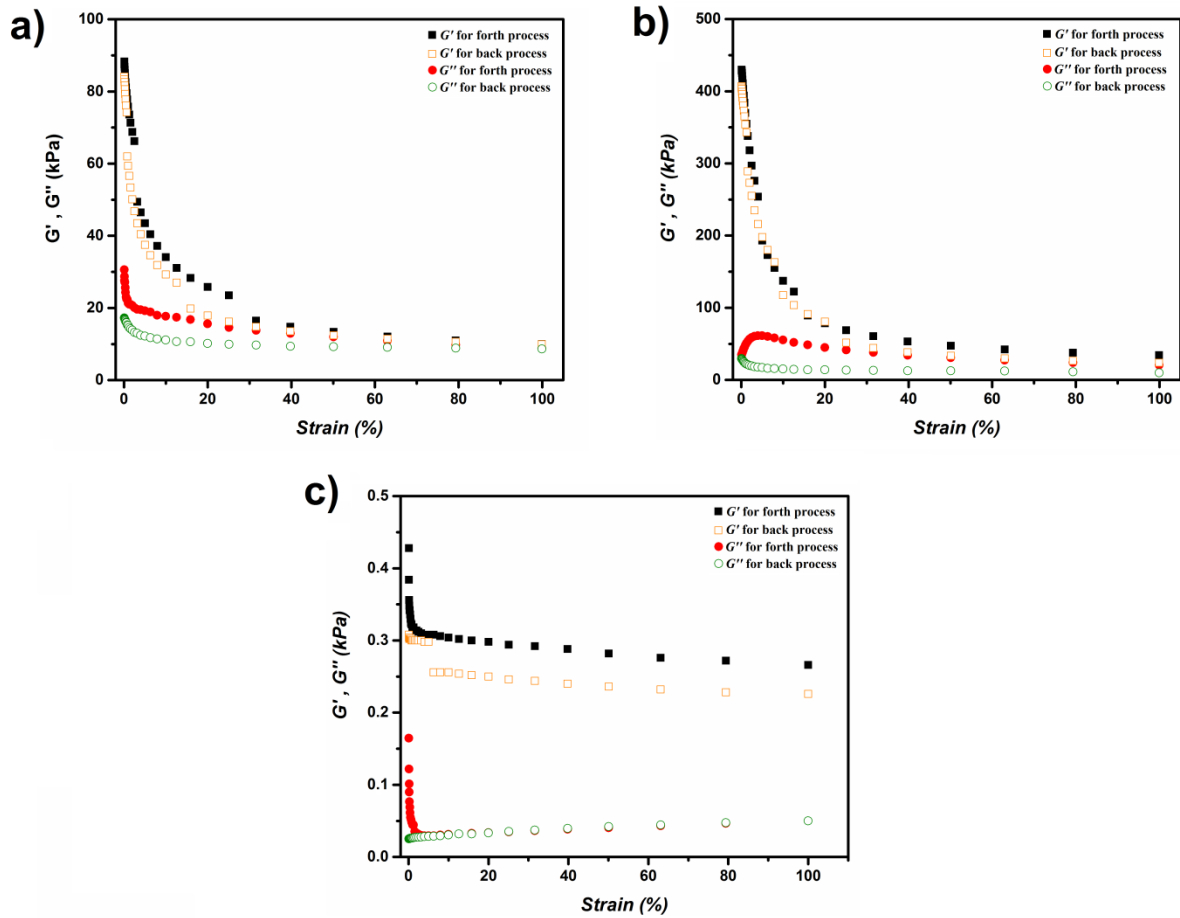 a)
G' , G'' (kPa)
100
80
60
40
20
0
0 20 40 60 80 100
Strain (%)
G' for forth process
G' for back process
G'' for forth process
G'' for back process
b)
G' , G'' (kPa)
500
400
300
200
100
0
0 20 40 60 80 100
Strain (%)
G' for forth process
G' for back process
G'' for forth process
G'' for back process
c)
G' , G'' (kPa)
0.5
0.4
0.3
0.2
0.1
0.0
0 20 40 60 80 100
Strain (%)
G' for forth process
G' for back process
G'' for forth process
G'' for back process